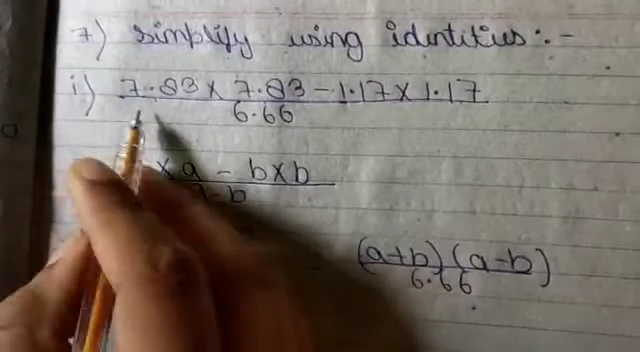 7) simplify using identities :-
i) 7.83 x 7.83 - 1.17 x 1.17
6.66
x a - b x b
a - b
(a+b) (a-b)
6.66